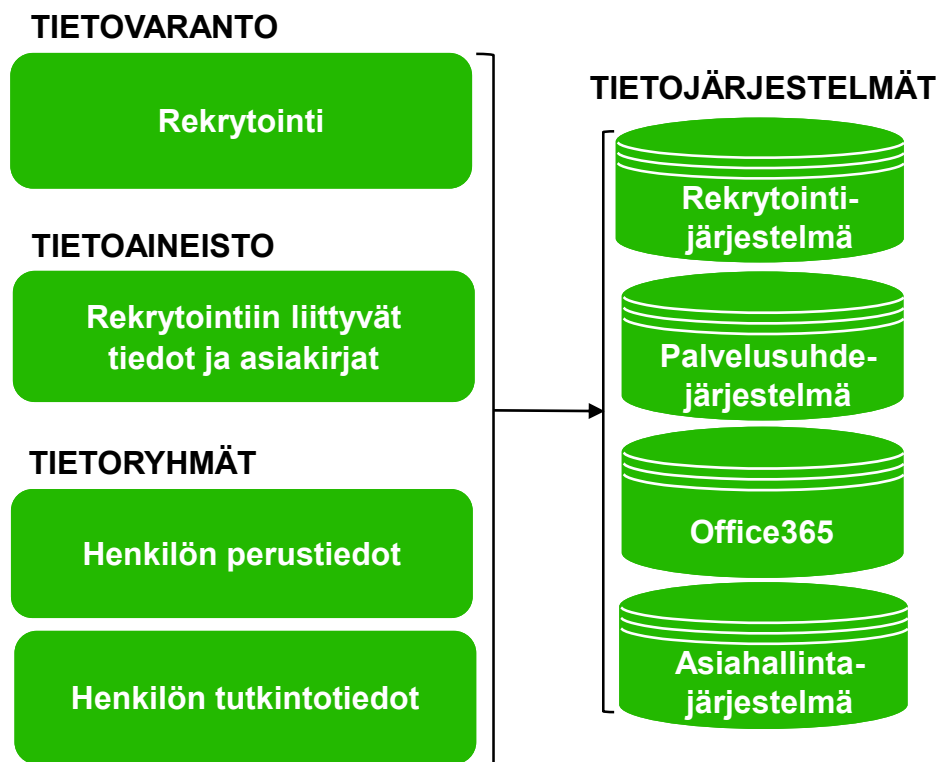 TIETOVARANTO
Rekrytointi
TIETOAINEISTO
Rekrytointiin liittyvät
tiedot ja asiakirjat
TIETORYHMÄT
Henkilön perustiedot
Henkilön tutkintotiedot
TIETOJÄRJESTELMÄT
Rekrytointi-
järjestelmä
Palvelusuhde-
järjestelmä
Office365
Asiahallinta-
järjestelmä